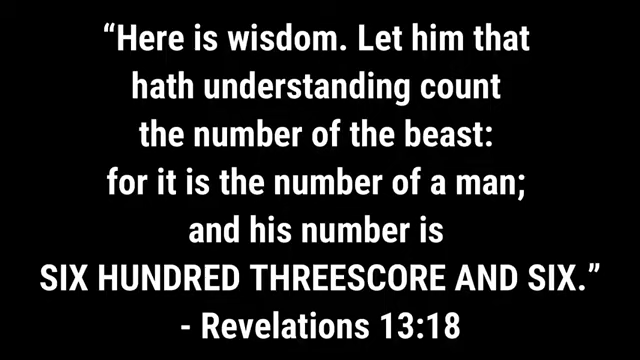 “Here is wisdom. Let him that
hath understanding count
the number of the beast:
for it is the number of a man;
and his number is
SIX HUNDRED THREESCORE AND SIX.”
- Revelations 13:18